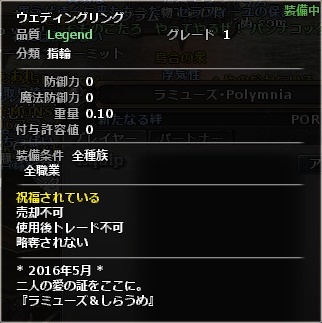 ウェディングリング
装備中
品質 Legend グレード 1
分類 指輪
ラミューズ・Polymnia
防御力 0
魔法防御力 0
重量 0.10
付与許容値 0
装備条件 全種族
全職業
祝福されている
売却不可
使用後トレード不可
略奪されない
* 2016年5月 *
二人の愛の証をここに。
『ラミューズ&しらうめ』